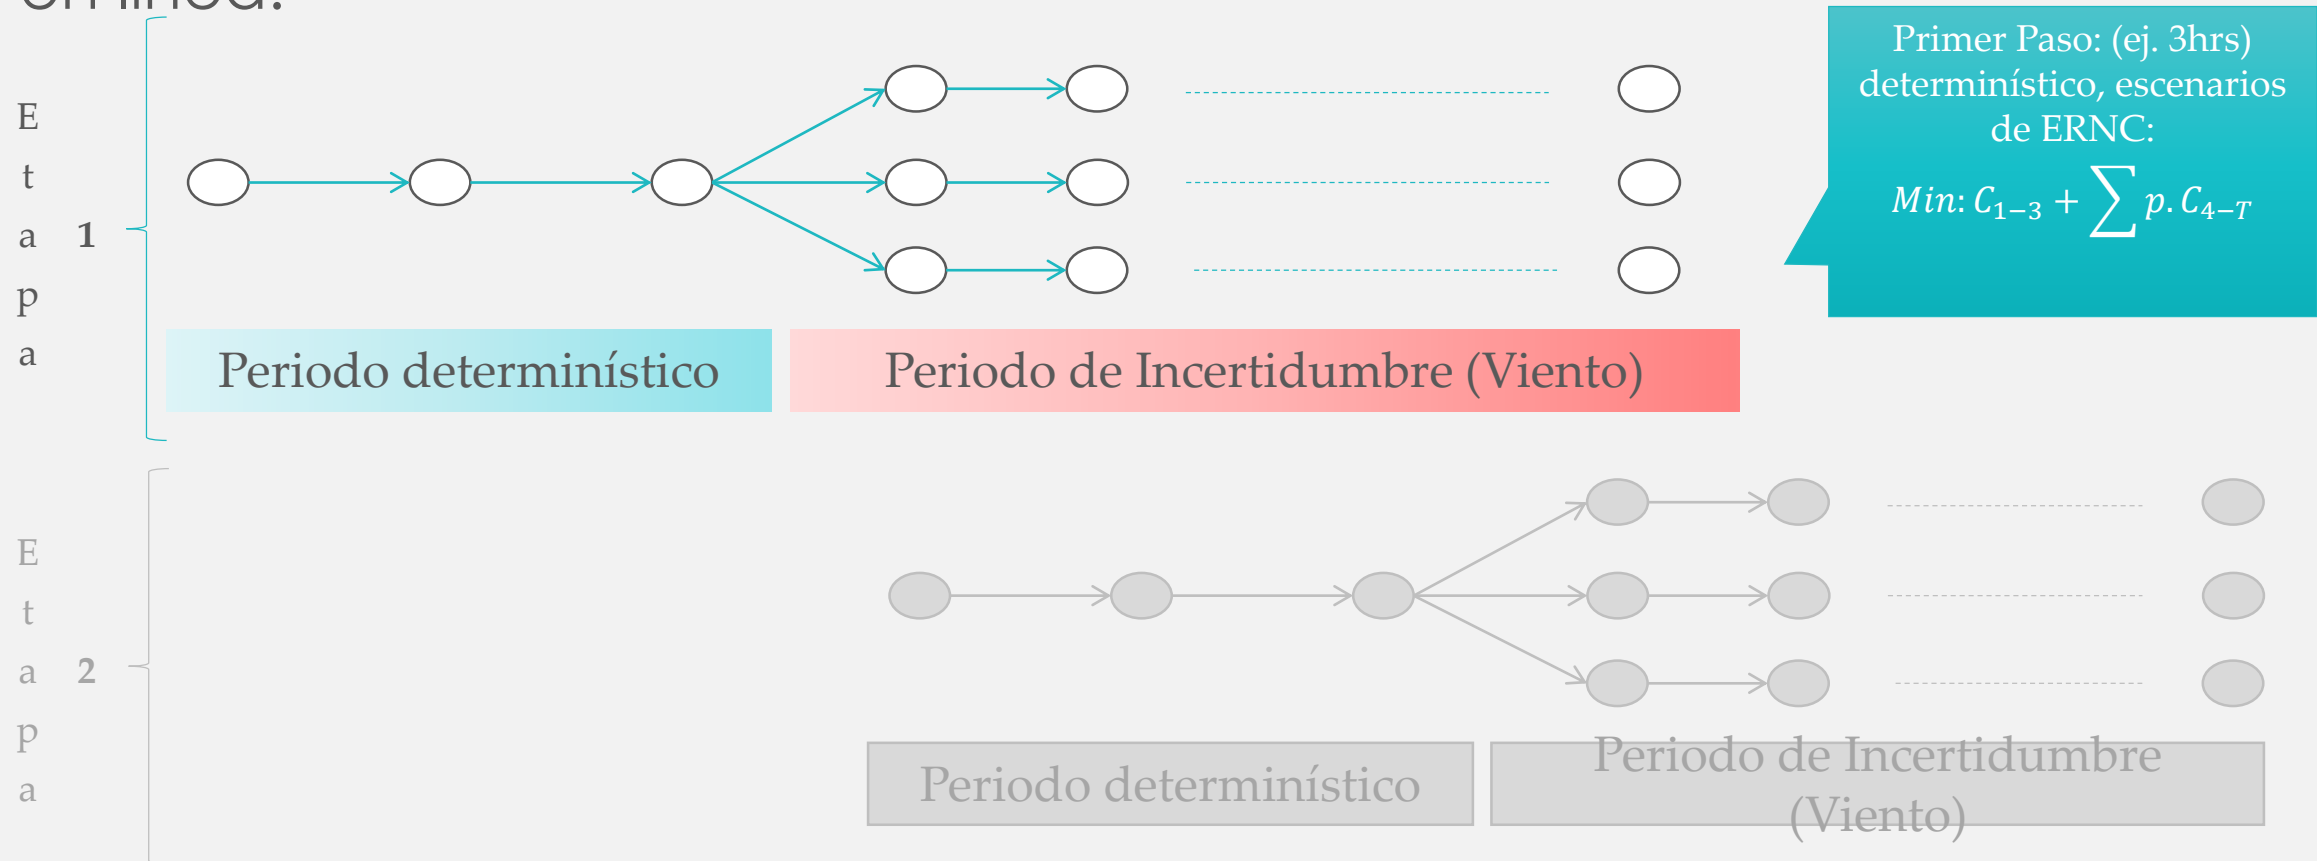 Primer Paso: (ej. 3hrs)
determinístico, escenarios
de ERNC:
Min: C₁₋₃ + ∑ p. C₄₋T
E
t
a
p
a
1
Periodo determinístico
Periodo de Incertidumbre (Viento)
E
t
a
p
a
2
Periodo determinístico
Periodo de Incertidumbre
(Viento)